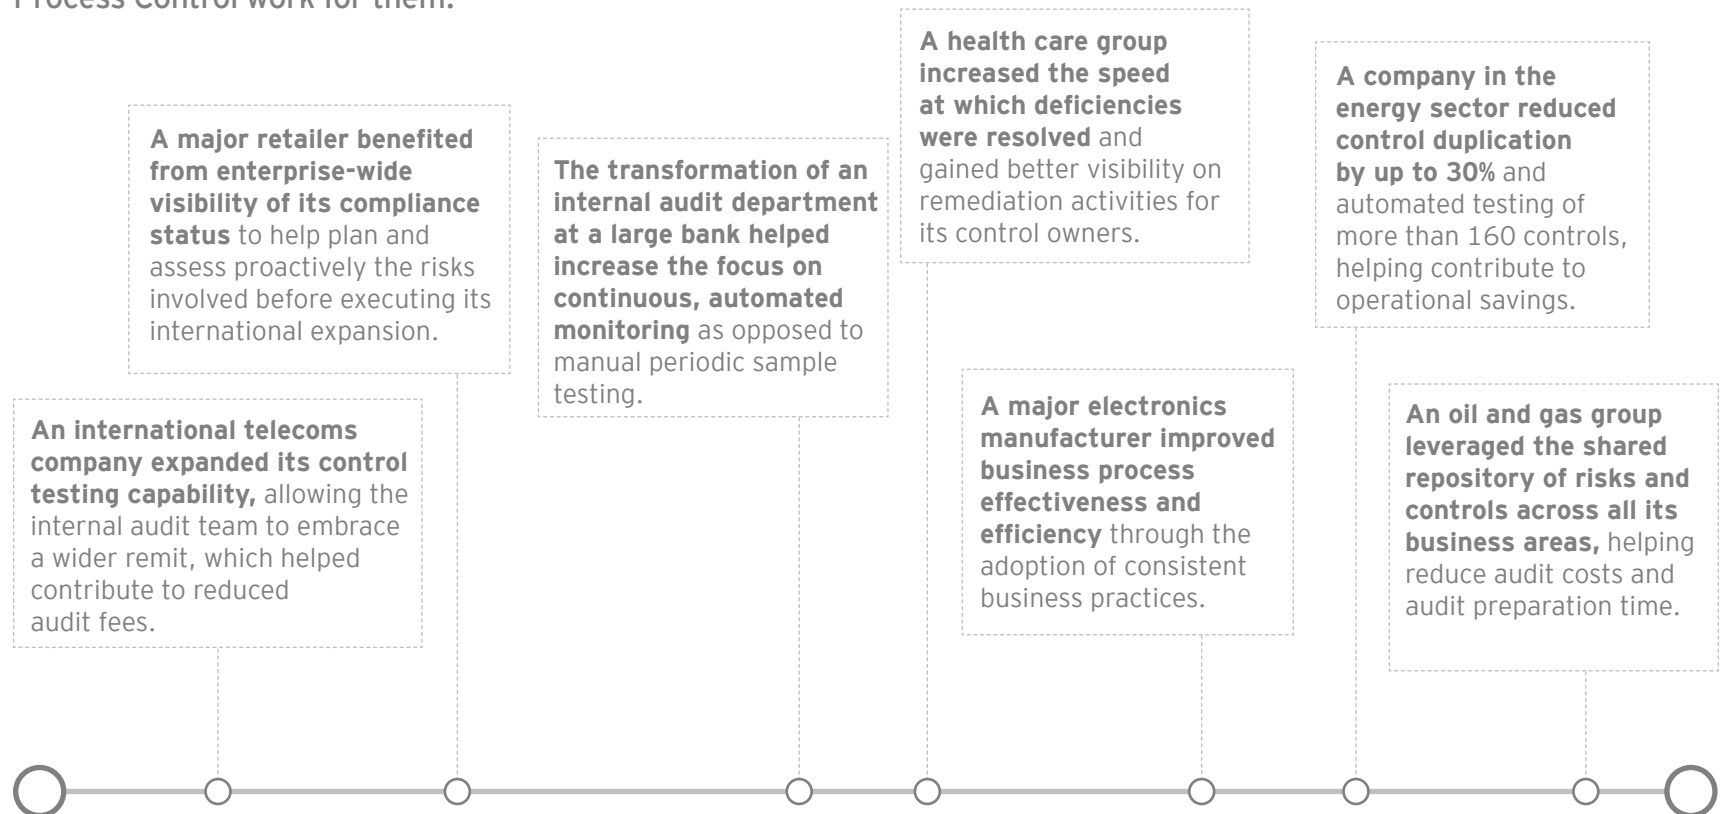 Process Control work for them.
An international telecoms
company expanded its control
testing capability, allowing the
internal audit team to embrace
a wider remit, which helped
contribute to reduced
audit fees.
A major retailer benefited
from enterprise-wide
visibility of its compliance
status to help plan and
assess proactively the risks
involved before executing its
international expansion.
The transformation of an
internal audit department
at a large bank helped
increase the focus on
continuous, automated
monitoring as opposed to
manual periodic sample
testing.
A health care group
increased the speed
at which deficiencies
were resolved and
gained better visibility on
remediation activities for
its control owners.
A major electronics
manufacturer improved
business process
effectiveness and
efficiency through the
adoption of consistent
business practices.
A company in the
energy sector reduced
control duplication
by up to 30% and
automated testing of
more than 160 controls,
helping contribute to
operational savings.
An oil and gas group
leveraged the shared
repository of risks and
controls across all its
business areas, helping
reduce audit costs and
audit preparation time.